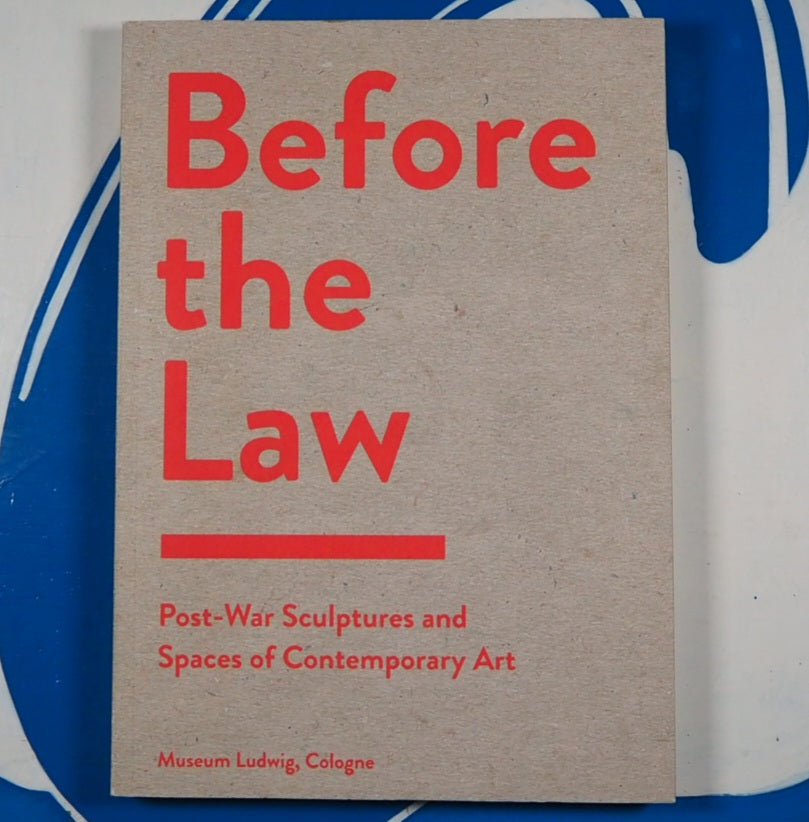 Before
the
Law
Post-War Sculptures and
Spaces of Contemporary Art
Museum Ludwig, Cologne